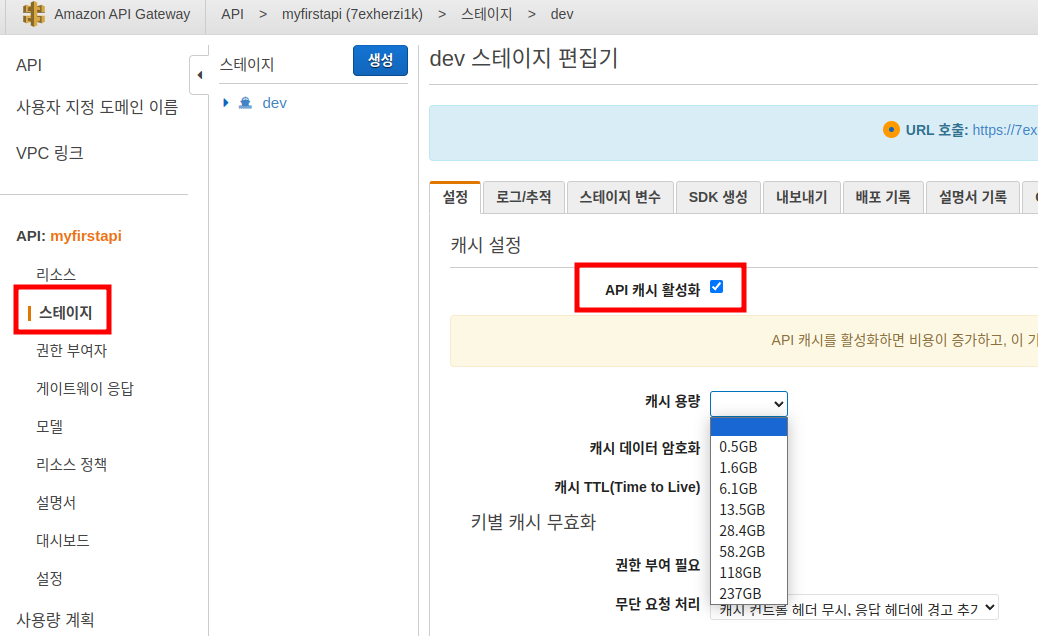 Amazon API Gateway
API > myfirstapi (7exherzi1k) > 스테이지 > dev
API
사용자 지정 도메인 이름
VPC 링크
API: myfirstapi
리소스
스테이지
권한 부여자
게이트웨이 응답
모델
리소스 정책
설명서
대시보드
설정
사용량 계획
스테이지
생성
dev
dev 스테이지 편집기
URL 호출: https://7ex
설정
로그/추적
스테이지 변수
SDK 생성
내보내기
배포 기록
설명서 기록
캐시 설정
API 캐시 활성화
API 캐시를 활성화하면 비용이 증가하고, 이 기
캐시 용량
0.5GB
1.6GB
6.1GB
13.5GB
28.4GB
58.2GB
118GB
237GB
캐시 데이터 암호화
캐시 TTL(Time to Live)
키별 캐시 무효화
권한 부여 필요
무단 요청 처리
캐시 컨트롤 헤더 무시, 응답 헤더에 경고 추가